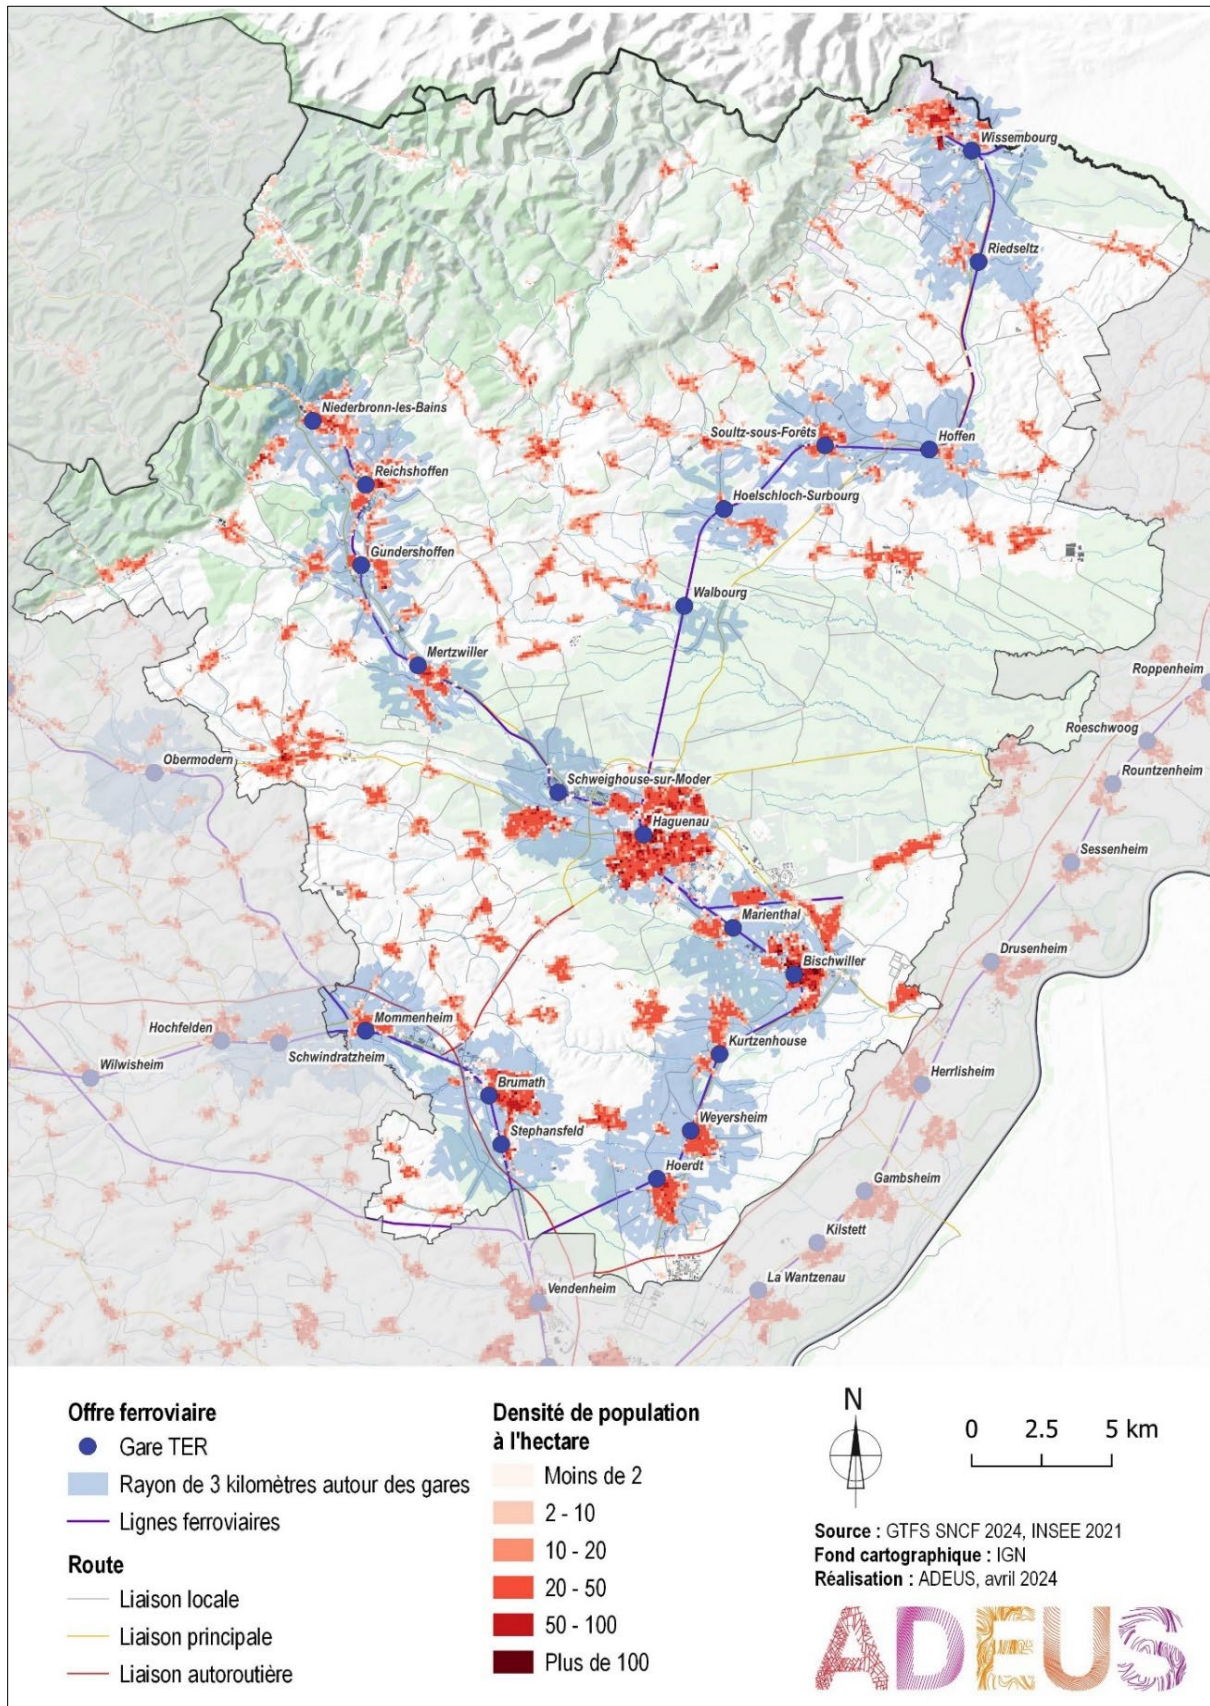 Wissembourg
Riedseltz
Niederbronn-les-Bains
Soultz-sous-Forêts
Hoffen
Reichshoffen
Hoelschloch-Surbourg
Gundershoffen
Walbourg
Mertzwiller
Roppenheim
Roeschwoog
Obermodern
Schweighouse-sur-Moder
Rountzenheim
Haguenau
Sessenheim
Marienthal
Drusenheim
Bischwiller
Mommenheim
Hochfelden
Kurtzenhouse
Schwindratzheim
Wilwisheim
Brumath
Herrlisheim
Weyersheim
Stephansfeld
Hoerdt
Gambsheim
Kilstett
La Wantzenau
Vendenheim
Offre ferroviaire
Gare TER
Rayon de 3 kilomètres autour des gares
Lignes ferroviaires
Route
Liaison locale
Liaison principale
Liaison autoroutière
Densité de population
à l'hectare
Moins de 2
2 - 10
10 - 20
20 - 50
50 - 100
Plus de 100
N
0 2.5 5 km
Source : GTFS SNCF 2024, INSEE 2021
Fond cartographique : IGN
Réalisation : ADEUS, avril 2024
ADEUS